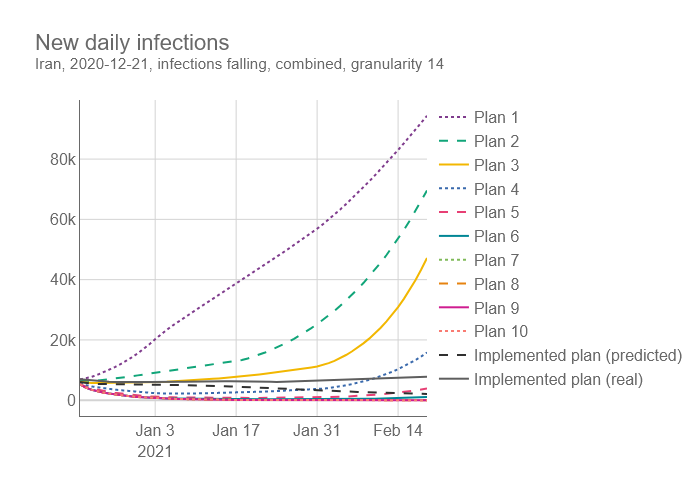 New daily infections
Iran, 2020-12-21, infections falling, combined, granularity 14
80k
60k
40k
20k
0
Jan 3
2021
Jan 17
Jan 31
Feb 14
Plan 1
Plan 2
Plan 3
Plan 4
Plan 5
Plan 6
Plan 7
Plan 8
Plan 9
Plan 10
Implemented plan (predicted)
Implemented plan (real)